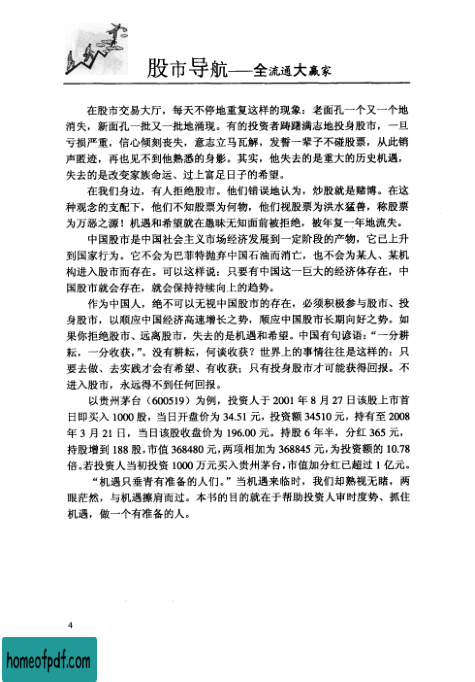 股市导航——全流通大赢家
在股市交易大厅，每天不停地重复这样的现象：老面孔一个又一个地
消失，新面孔一批又一批地涌现。有的投资者踌躇满志地投身股市，一旦
亏损严重，信心倾刻丧失，意志立马瓦解，发誓一辈子不碰股票，从此销
声匿迹，再也见不到他熟悉的身影。其实，他失去的是重大的历史机遇，
失去的是改变家族命运、过上富足日子的希望。
在我们身边，有人拒绝股市。他们错误地认为，炒股就是赌博。在这
种观念的支配下，他们不知股票为何物，他们视股票为洪水猛兽，称股票
为万恶之源！机遇和希望就在愚昧无知面前被拒绝，被年复一年地流失。
中国股市是中国社会主义市场经济发展到一定阶段的产物，它已上升
到国家行为。它不会为巴菲特抛弃中国石油而消亡，也不会为某人、某机
构进入股市而存在。可以这样说：只要有中国这一巨大的经济体存在，中
国股市就会存在，就会保持持续向上的趋势。
作为中国人，绝不可以无视中国股市的存在，必须积极参与股市、投
身股市，以顺应中国经济高速增长之势，顺应中国股市长期向好之势。如
果你拒绝股市、远离股市，失去的是机遇和希望。中国有句谚语：“一分耕
耘，一分收获，”。没有耕耘，何谈收获？世界上的事情往往是这样的：只
要去做、去实践才会有希望、有收获；只有投身股市才可能获得回报。不
进入股市，永远得不到任何回报。
以贵州茅台（600519）为例，投资人于 2001 年 8 月 27 日该股上市首
日即买入 1000 股，当日开盘价为 34.51 元，投资额 34510 元，持有至 2008
年 3 月 21 日，当日该股收盘价为 196.00 元。持股 6 年半，分红 365 元，
持股增到 188 股，市值 368480 元，两项相加为 368845 元，为投资额的 10.78
倍。若投资人当初投资 1000 万元买入贵州茅台，市值加分红已超过 1 亿元。
“机遇只垂青有准备的人们。”当机遇来临时，我们却熟视无睹，两
眼茫然，与机遇擦肩而过。本书的目的就在于帮助投资人审时度势、抓住
机遇，做一个有准备的人。
4
homeofpdf.com